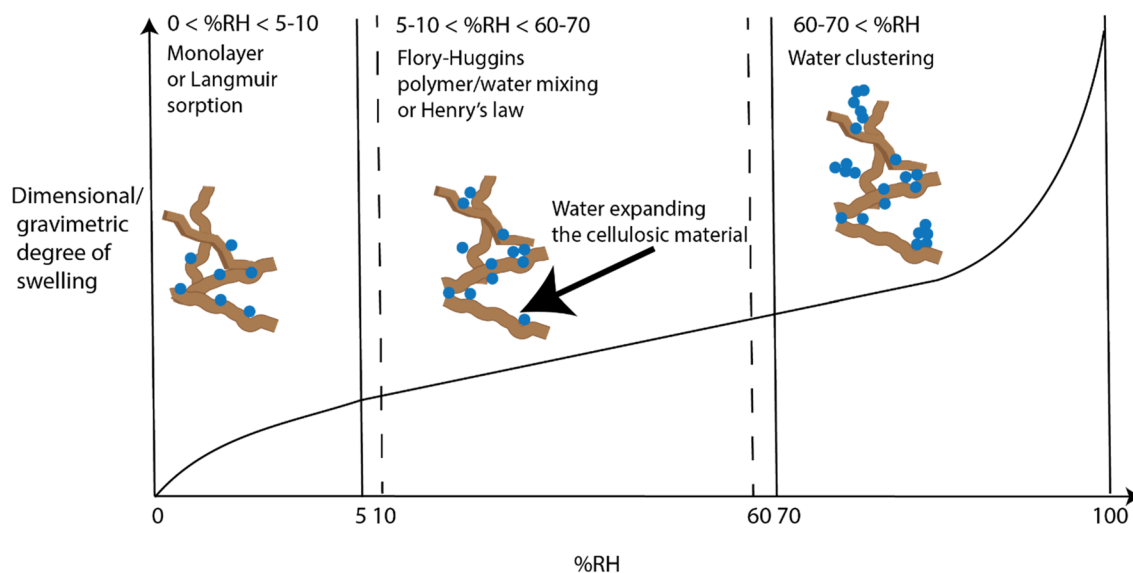 0 < %RH < 5-10
Monolayer
or Langmuir
sorption
5-10 < %RH < 60-70
Flory-Huggins
polymer/water mixing
or Henry's law
60-70 < %RH
Water clustering
Dimensional/
gravimetric
degree of
swelling
Water expanding
the cellulosic material
0
5
10
60
70
100
%RH